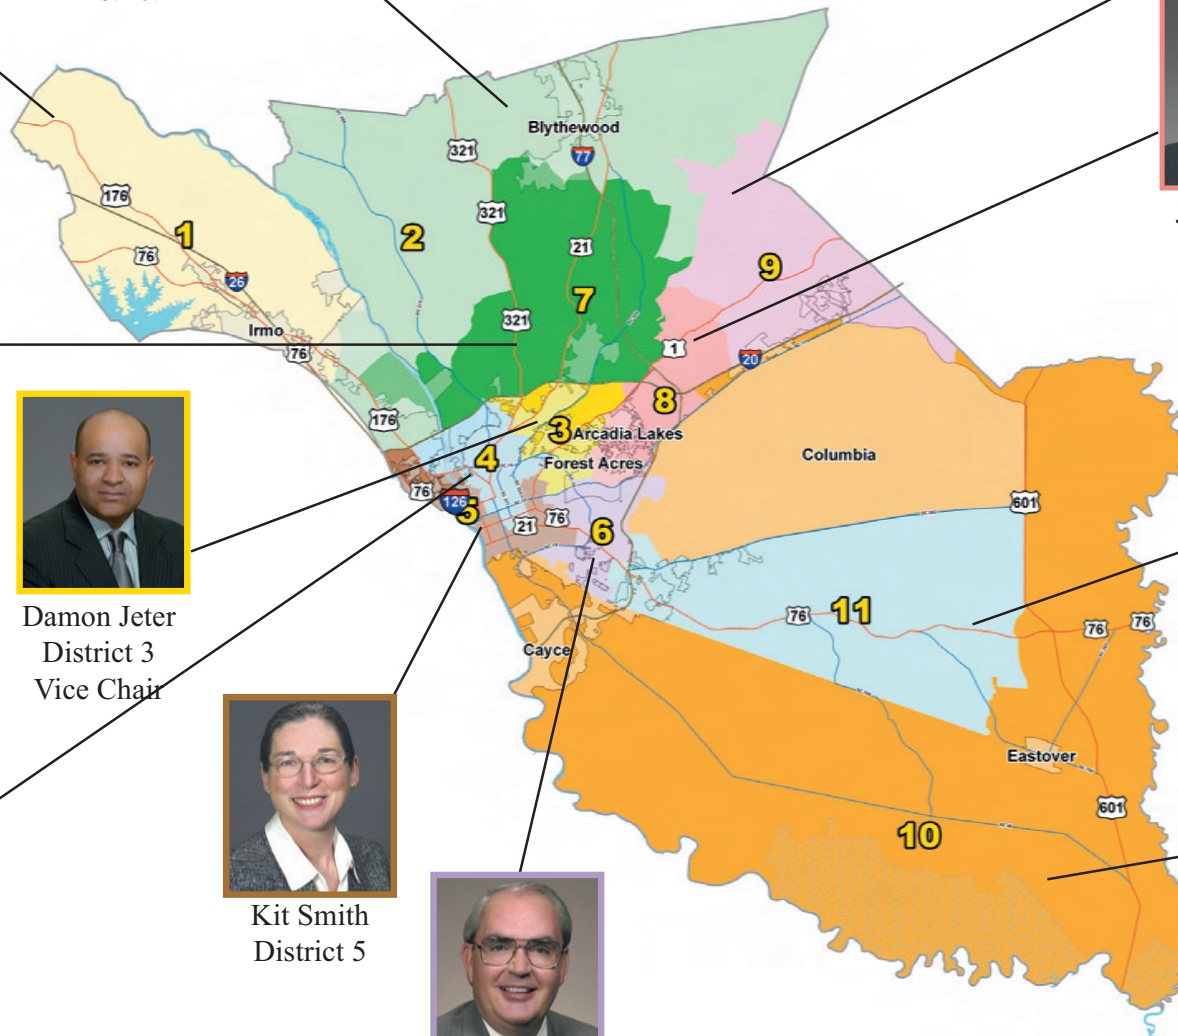 Blythewood
321
77
176
321
1
2
76
21
9
26
7
321
Irmo
1
76
20
8
176
3
Arcadia Lakes
4
Forest Acres
Columbia
76
126
5
601
21
76
6
Damon Jeter
District 3
Vice Chair
11
76
76
76
Cayce
Eastover
601
10
Kit Smith
District 5